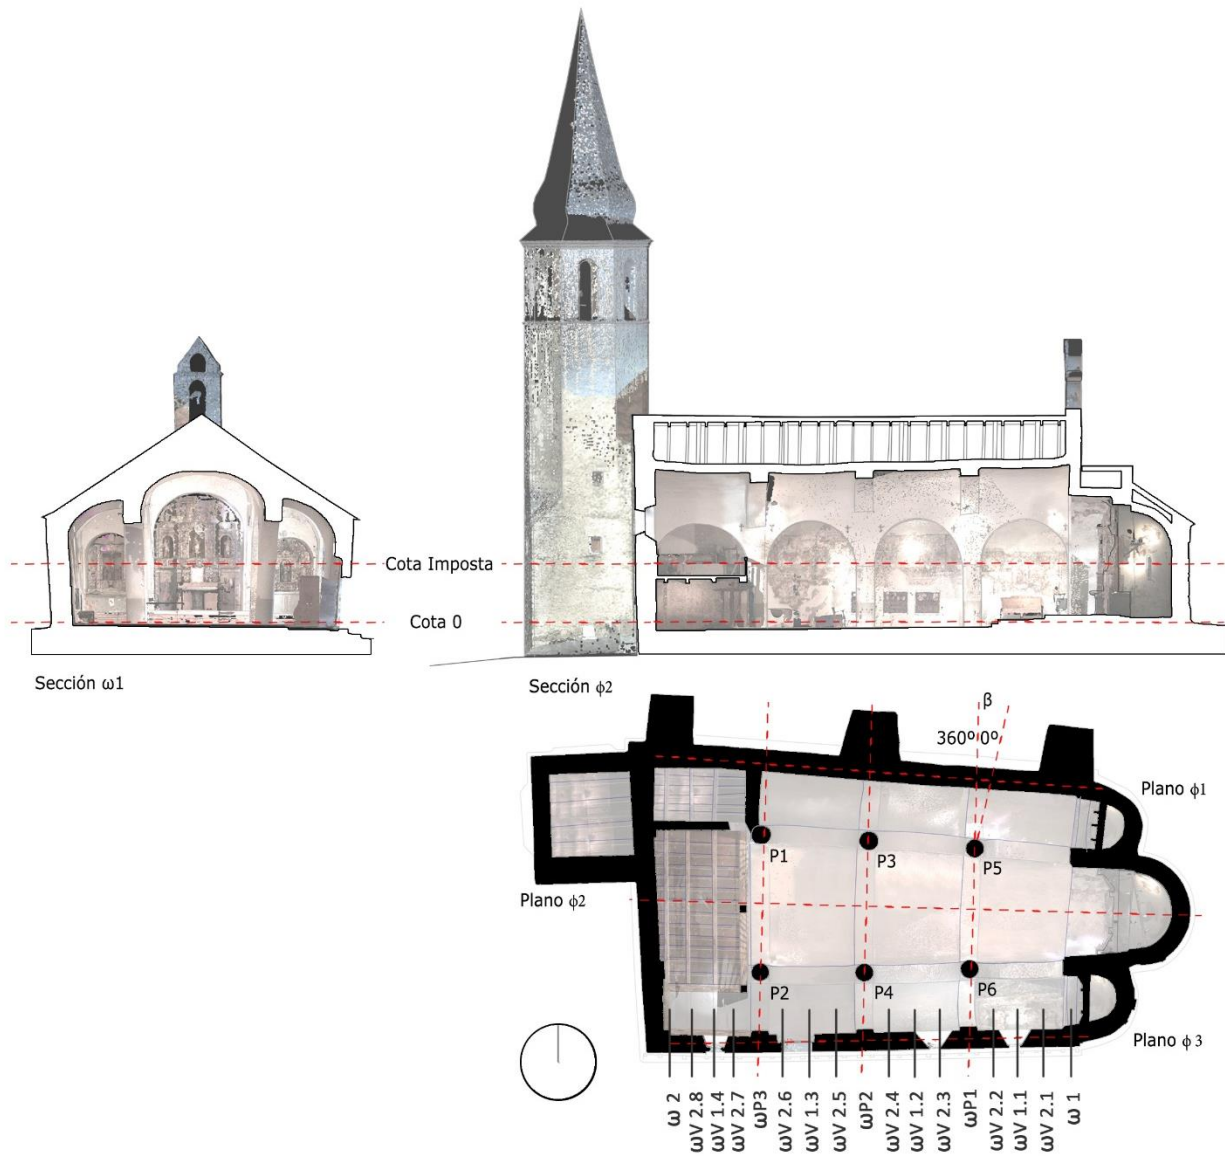 Cota Imposta
Cota 0
Sección ω1
Sección ϕ2
β
360º 0º
Plano ϕ1
P1
P3
P5
Plano ϕ2
P2
P4
P6
Plano ϕ 3
ω 2
ωV 2.8
ωV 1.4
ωV 2.7
ωP3
ωV 2.6
ωV 1.3
ωV 2.5
ωP2
ωV 2.4
ωV 1.2
ωV 2.3
ωP1
ωV 2.2
ωV 1.1
ωV 2.1
ω 1